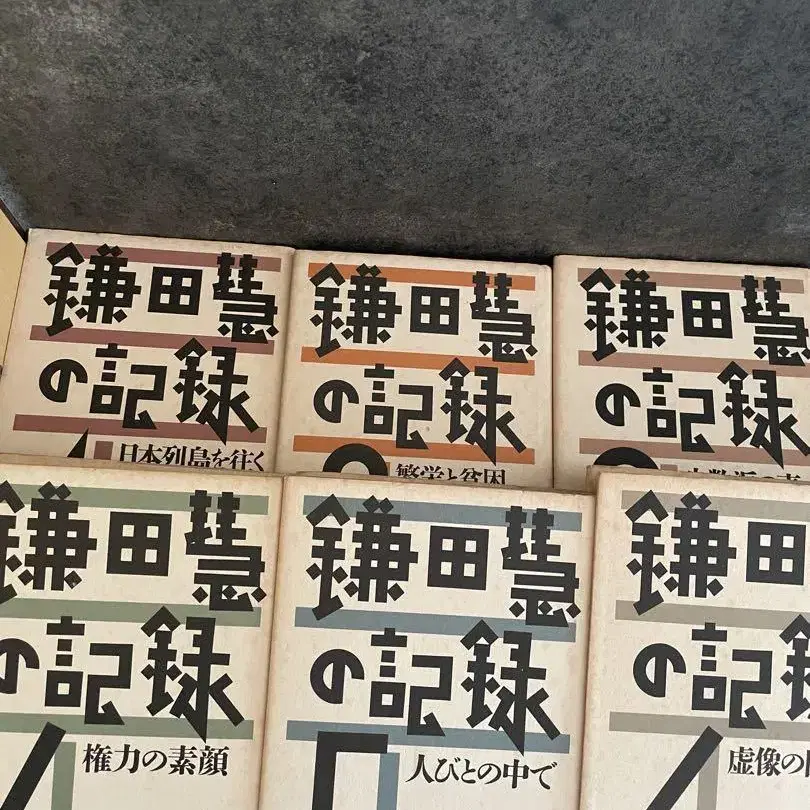 鎌田慧
の記録
1
日本列島を往く
鎌田慧
の記録
繁栄と貧困
鎌田慧
の記録
鎌田慧
の記録
権力の素顔
鎌田慧
の記録
人びとの中で
鎌田
の記録
虚像の